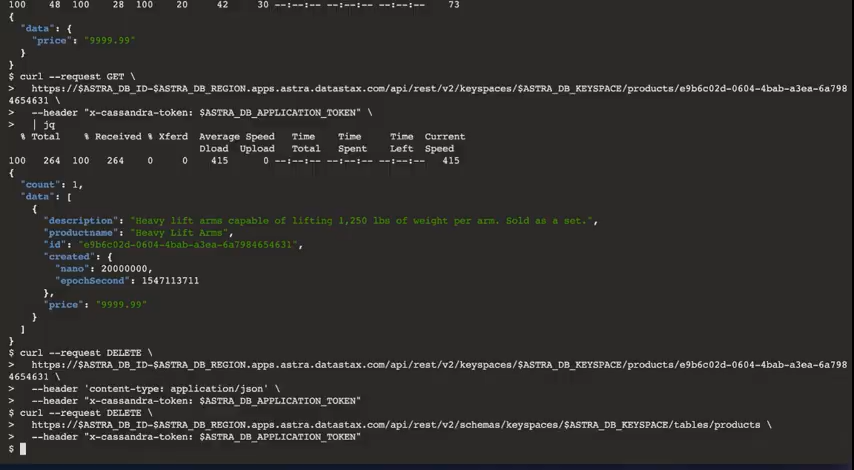 100    48  100    28  100    20     42     30 --:--:-- --:--:-- --:--:--    73
{
  "data": {
    "price": "9999.99"
  }
}
$ curl --request GET \
>   https://$ASTRA_DB_ID-$ASTRA_DB_REGION.apps.astra.datastax.com/api/rest/v2/keyspaces/$ASTRA_DB_KEYSPACE/products/e9b6c02d-0604-4bab-a3ea-6a798
4654631 \
>   --header "x-cassandra-token: $ASTRA_DB_APPLICATION_TOKEN" \
>   | jq
  % Total    % Received % Xferd  Average Speed   Time    Time     Time  Current
                                 Dload  Upload   Total   Spent    Left  Speed
100   264  100   264    0     0    415      0 --:--:-- --:--:-- --:--:--   415
{
  "count": 1,
  "data": [
    {
      "description": "Heavy lift arms capable of lifting 1,250 lbs of weight per arm. Sold as a set.",
      "productname": "Heavy Lift Arms",
      "id": "e9b6c02d-0604-4bab-a3ea-6a7984654631",
      "created": {
        "nano": 20000000,
        "epochSecond": 1547113711
      },
      "price": "9999.99"
    }
  ]
}
$ curl --request DELETE \
>   https://$ASTRA_DB_ID-$ASTRA_DB_REGION.apps.astra.datastax.com/api/rest/v2/keyspaces/$ASTRA_DB_KEYSPACE/products/e9b6c02d-0604-4bab-a3ea-6a798
4654631 \
>   --header 'content-type: application/json' \
>   --header "x-cassandra-token: $ASTRA_DB_APPLICATION_TOKEN"
$ curl --request DELETE \
>   https://$ASTRA_DB_ID-$ASTRA_DB_REGION.apps.astra.datastax.com/api/rest/v2/schemas/keyspaces/$ASTRA_DB_KEYSPACE/tables/products \
>   --header "x-cassandra-token: $ASTRA_DB_APPLICATION_TOKEN"
$